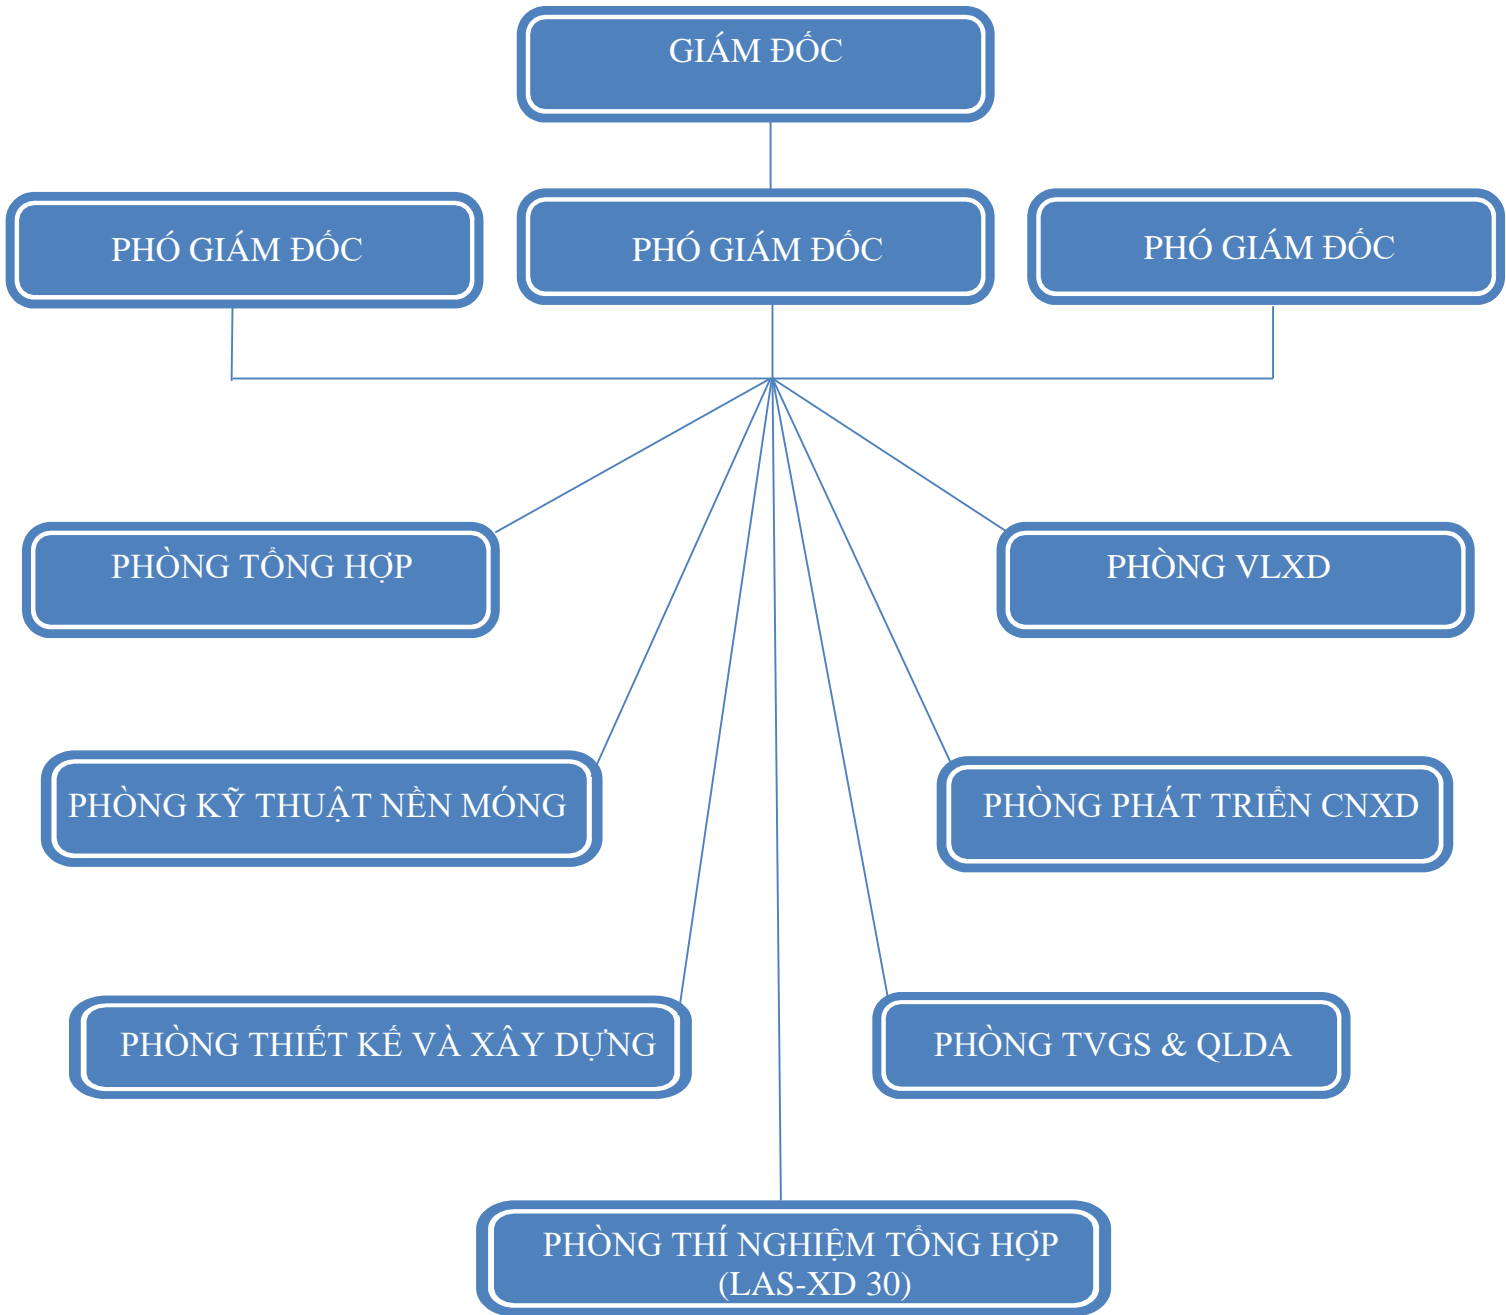 GIÁM ĐỐC
PHÓ GIÁM ĐỐC
PHÓ GIÁM ĐỐC
PHÓ GIÁM ĐỐC
PHÒNG TỔNG HỢP
PHÒNG VLXD
PHÒNG KỸ THUẬT NỀN MÓNG
PHÒNG PHÁT TRIỂN CNXD
PHÒNG THIẾT KẾ VÀ XÂY DỰNG
PHÒNG TVGS & QLDA
PHÒNG THÍ NGHIỆM TỔNG HỢP
(LAS-XD 30)